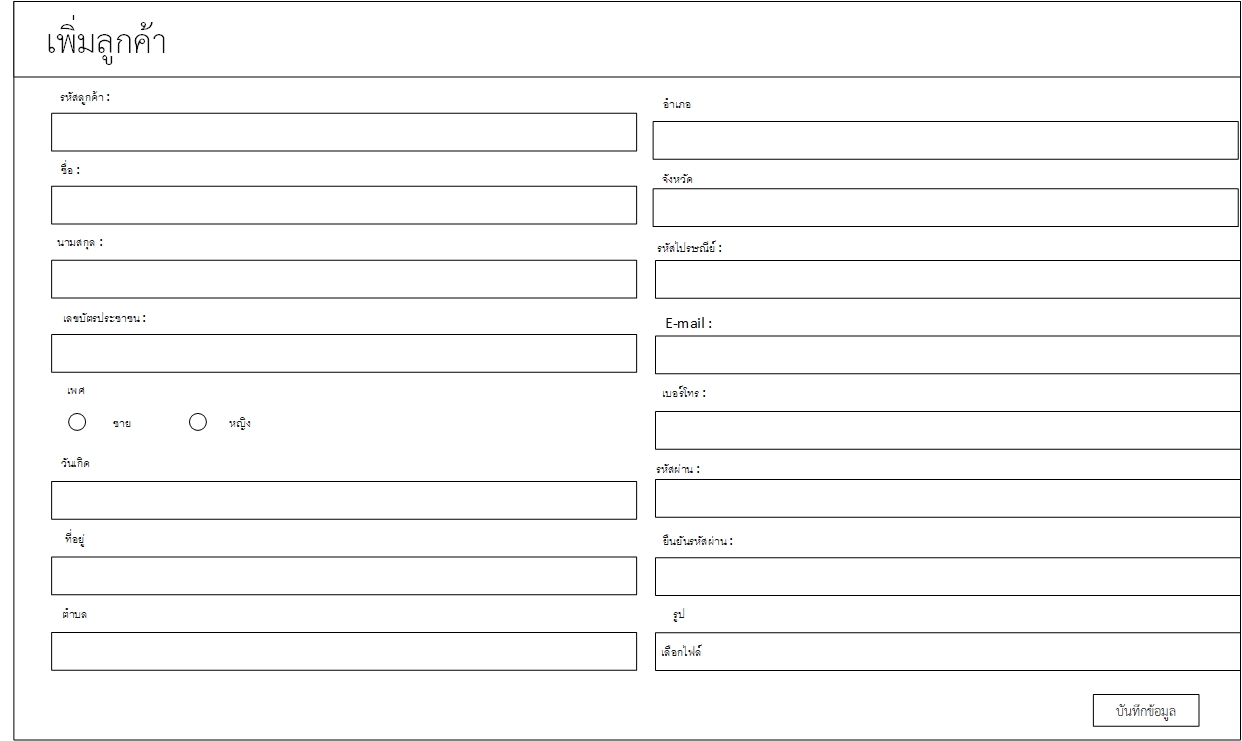 เพิ่มลูกค้า
รหัสลูกค้า :
ชื่อ :
นามสกุล :
เลขบัตรประชาชน :
เพศ
ชาย หญิง
วันเกิด
ที่อยู่
ตำบล
อำเภอ
จังหวัด
รหัสไปรษณีย์ :
E-mail :
เบอร์โทร :
รหัสผ่าน :
ยืนยันรหัสผ่าน :
รูป
เลือกไฟล์
บันทึกข้อมูล